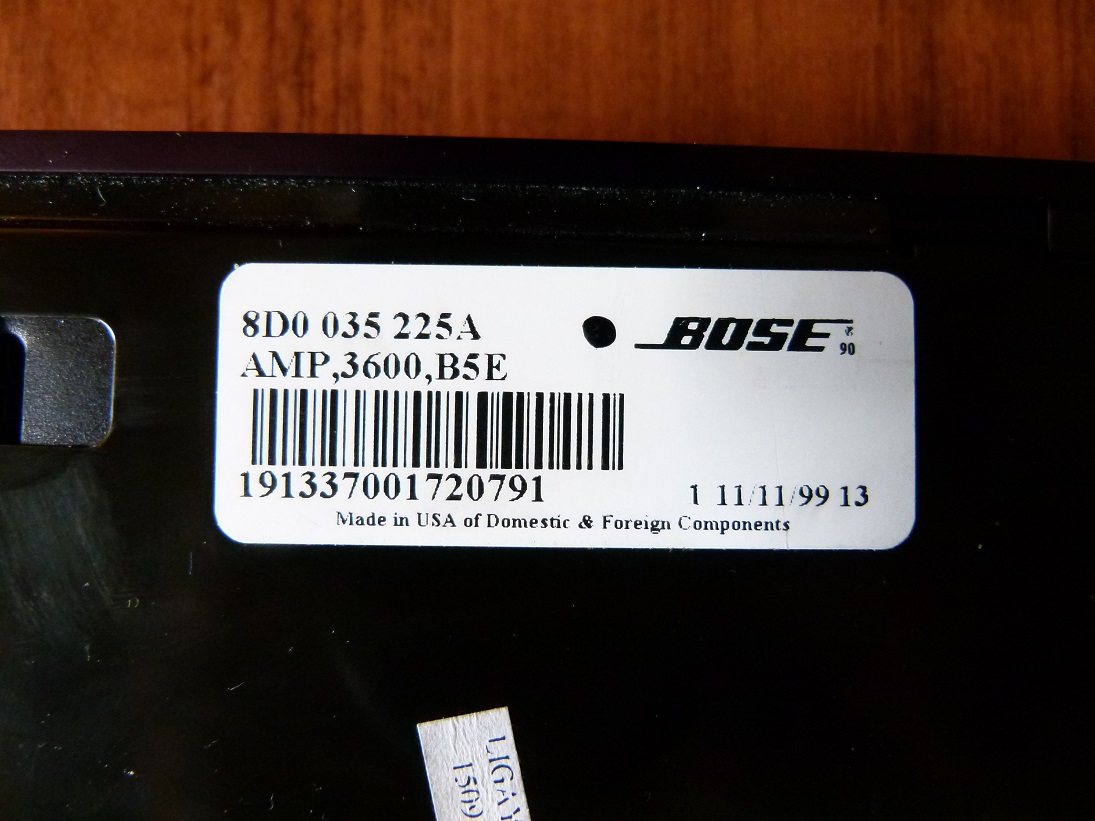 8D0 035 225A
BOSE ®
90
AMP,3600,B5E
191337001720791
1 11/11/99 13
Made in USA of Domestic & Foreign Components